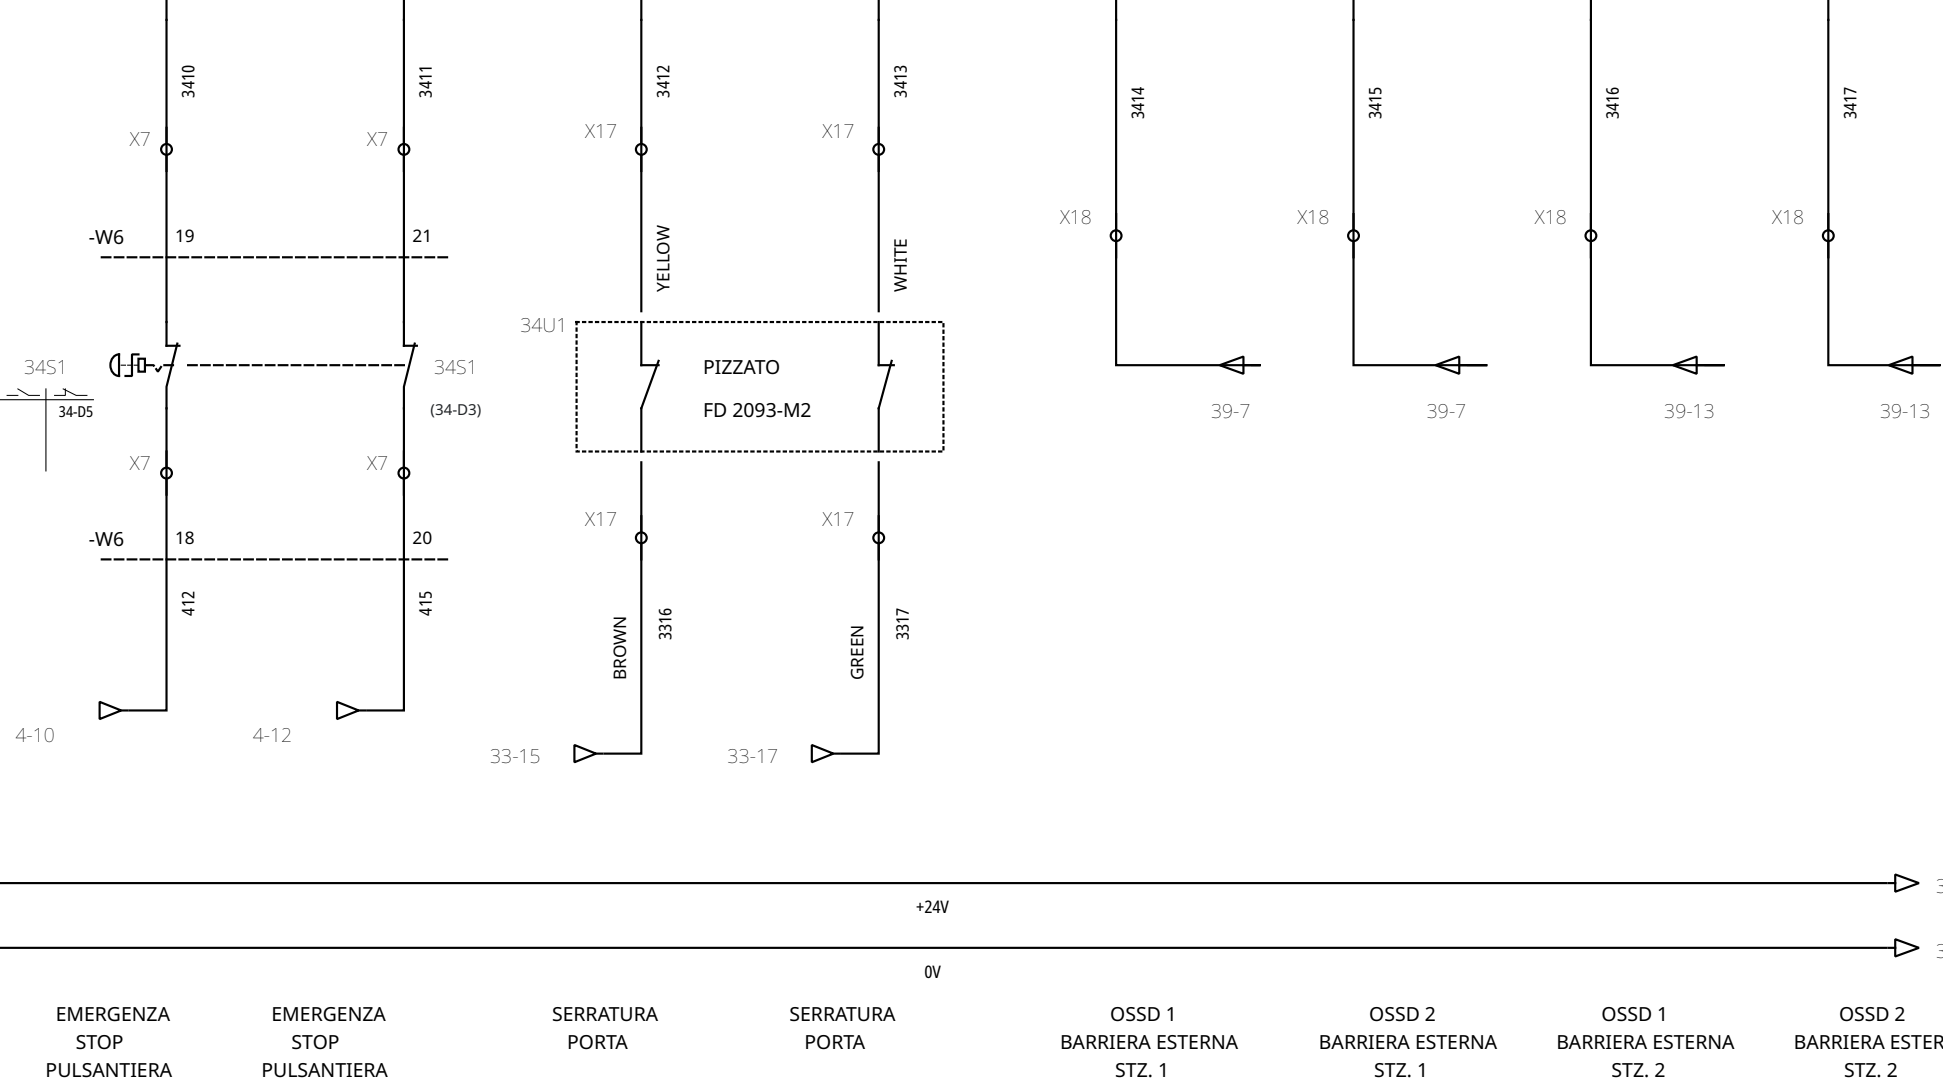 3410
3411
3412
3413
3414
3415
3416
3417
X7
X7
X17
X17
X18
X18
X18
X18
-W6
19
21
YELLOW
WHITE
34U1
34S1
34S1
PIZZATO
FD 2093-M2
34-D5
(34-D3)
39-7
39-7
39-13
39-13
X7
X7
X17
X17
-W6
18
20
412
415
BROWN
3316
GREEN
3317
4-10
4-12
33-15
33-17
+24V
0V
EMERGENZA
STOP
PULSANTIERA
EMERGENZA
STOP
PULSANTIERA
SERRATURA
PORTA
SERRATURA
PORTA
OSSD 1
BARRIERA ESTERNA
STZ. 1
OSSD 2
BARRIERA ESTERNA
STZ. 1
OSSD 1
BARRIERA ESTERNA
STZ. 2
OSSD 2
BARRIERA ESTER
STZ. 2